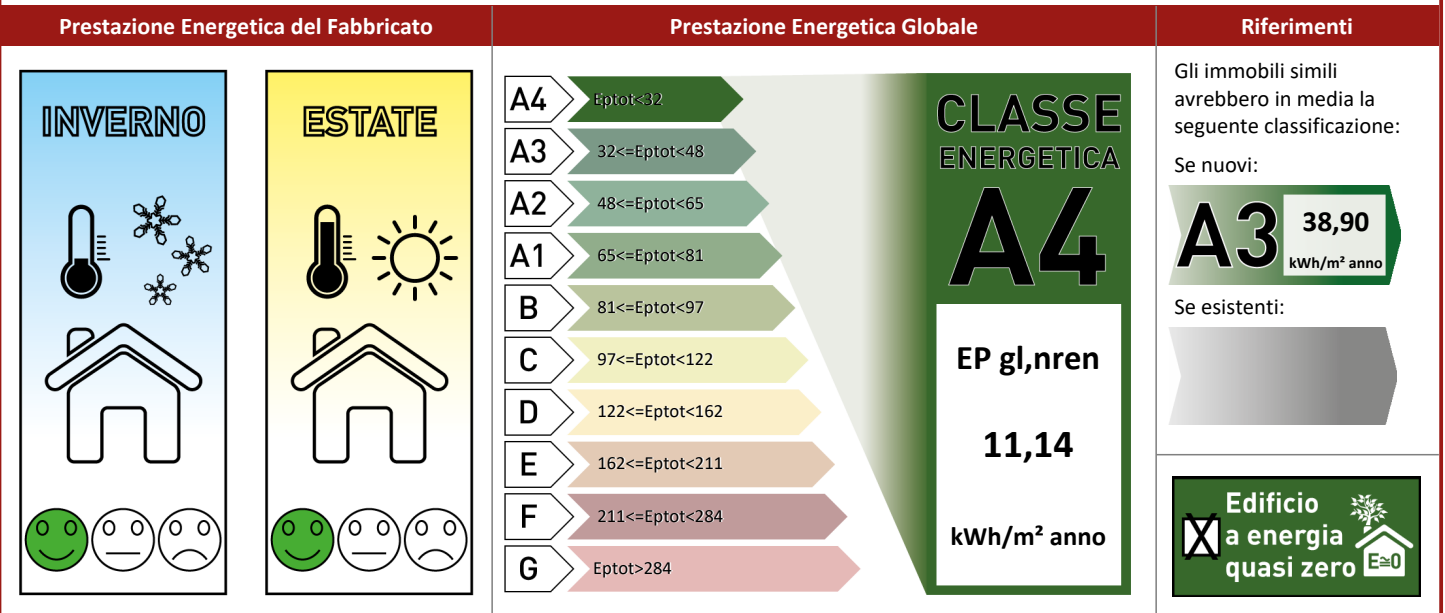 Prestazione Energetica del Fabbricato
Prestazione Energetica Globale
Riferimenti
INVERNO
ESTATE
A4 Eptot<32
A3 32<=Eptot<48
A2 48<=Eptot<65
A1 65<=Eptot<81
B 81<=Eptot<97
C 97<=Eptot<122
D 122<=Eptot<162
E 162<=Eptot<211
F 211<=Eptot<284
G Eptot>284
CLASSE
ENERGETICA
A4
EP gl,nren
11,14
kWh/m² anno
Gli immobili simili
avrebbero in media la
seguente classificazione:
Se nuovi:
A3
38,90
kWh/m² anno
Se esistenti:
X
Edificio
a energia
quasi zero
E≅0